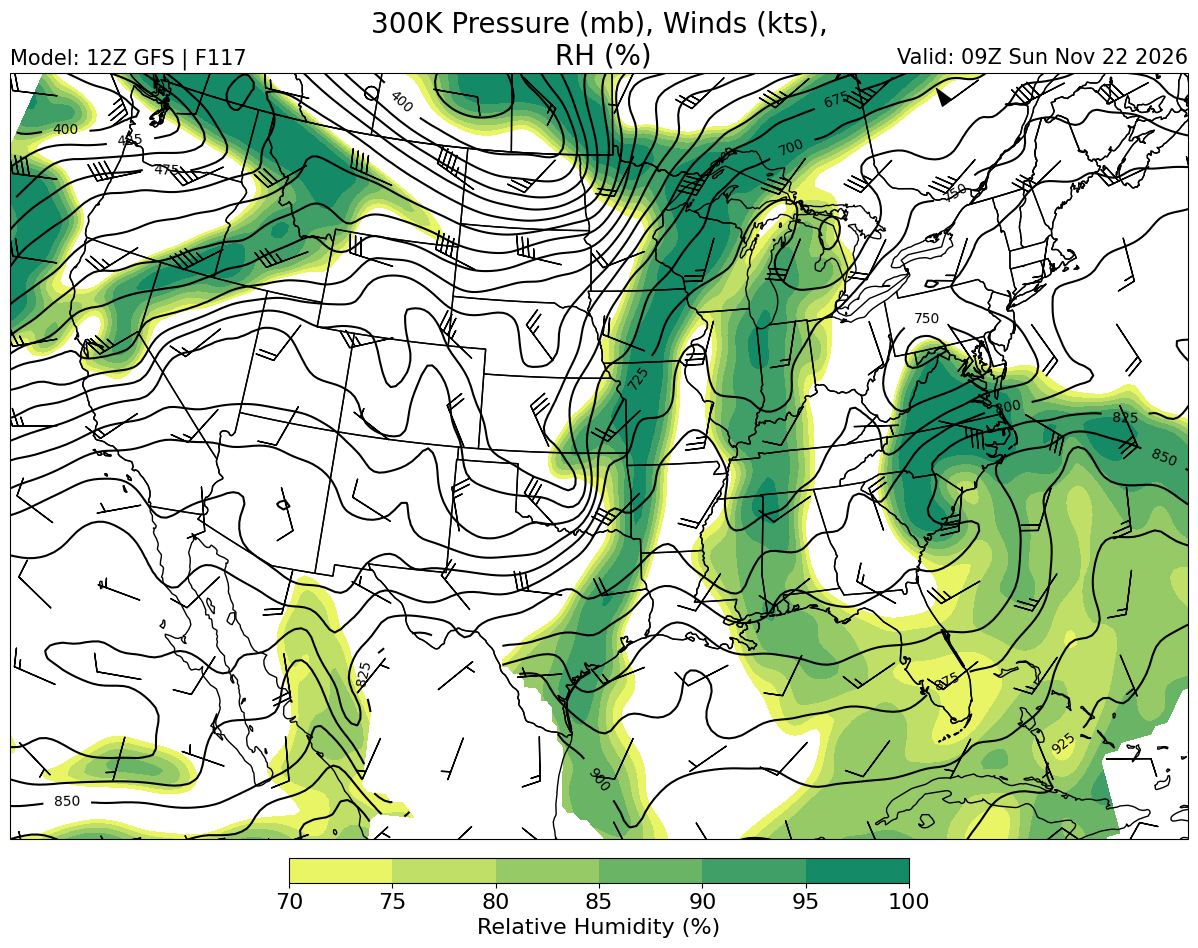 300K Pressure (mb), Winds (kts),
RH (%)
Model: 12Z GFS | F117
Valid: 09Z Sun Nov 22 2026
400
400
425
475
675
700
750
750
725
800
825
850
825
875
925
900
850
70 75 80 85 90 95 100
Relative Humidity (%)